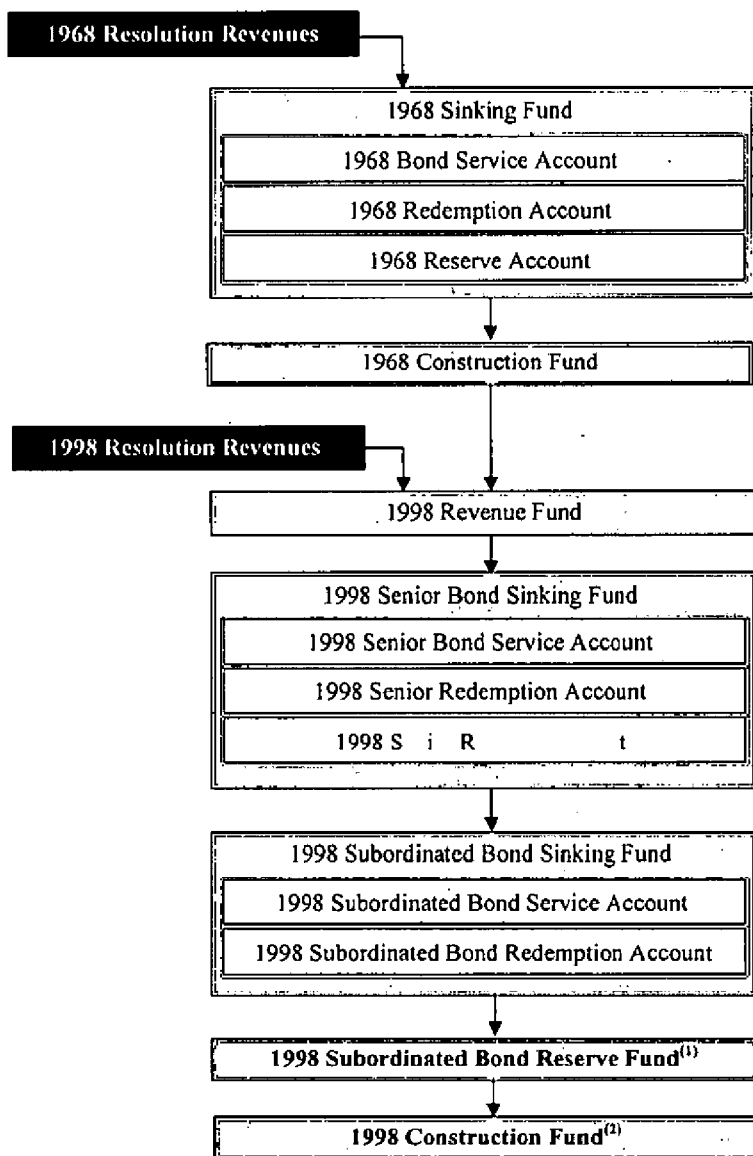 1968 Resolution Revenues
1968 Sinking Fund
1968 Bond Service Account
1968 Redemption Account
1968 Reserve Account
1968 Construction Fund
1998 Resolution Revenues
1998 Revenue Fund
1998 Senior Bond Sinking Fund
1998 Senior Bond Service Account
1998 Senior Redemption Account
1998 S i R t
1998 Subordinated Bond Sinking Fund
1998 Subordinated Bond Service Account
1998 Subordinated Bond Redemption Account
1998 Subordinated Bond Reserve Fund(1)
1998 Construction Fund(2)